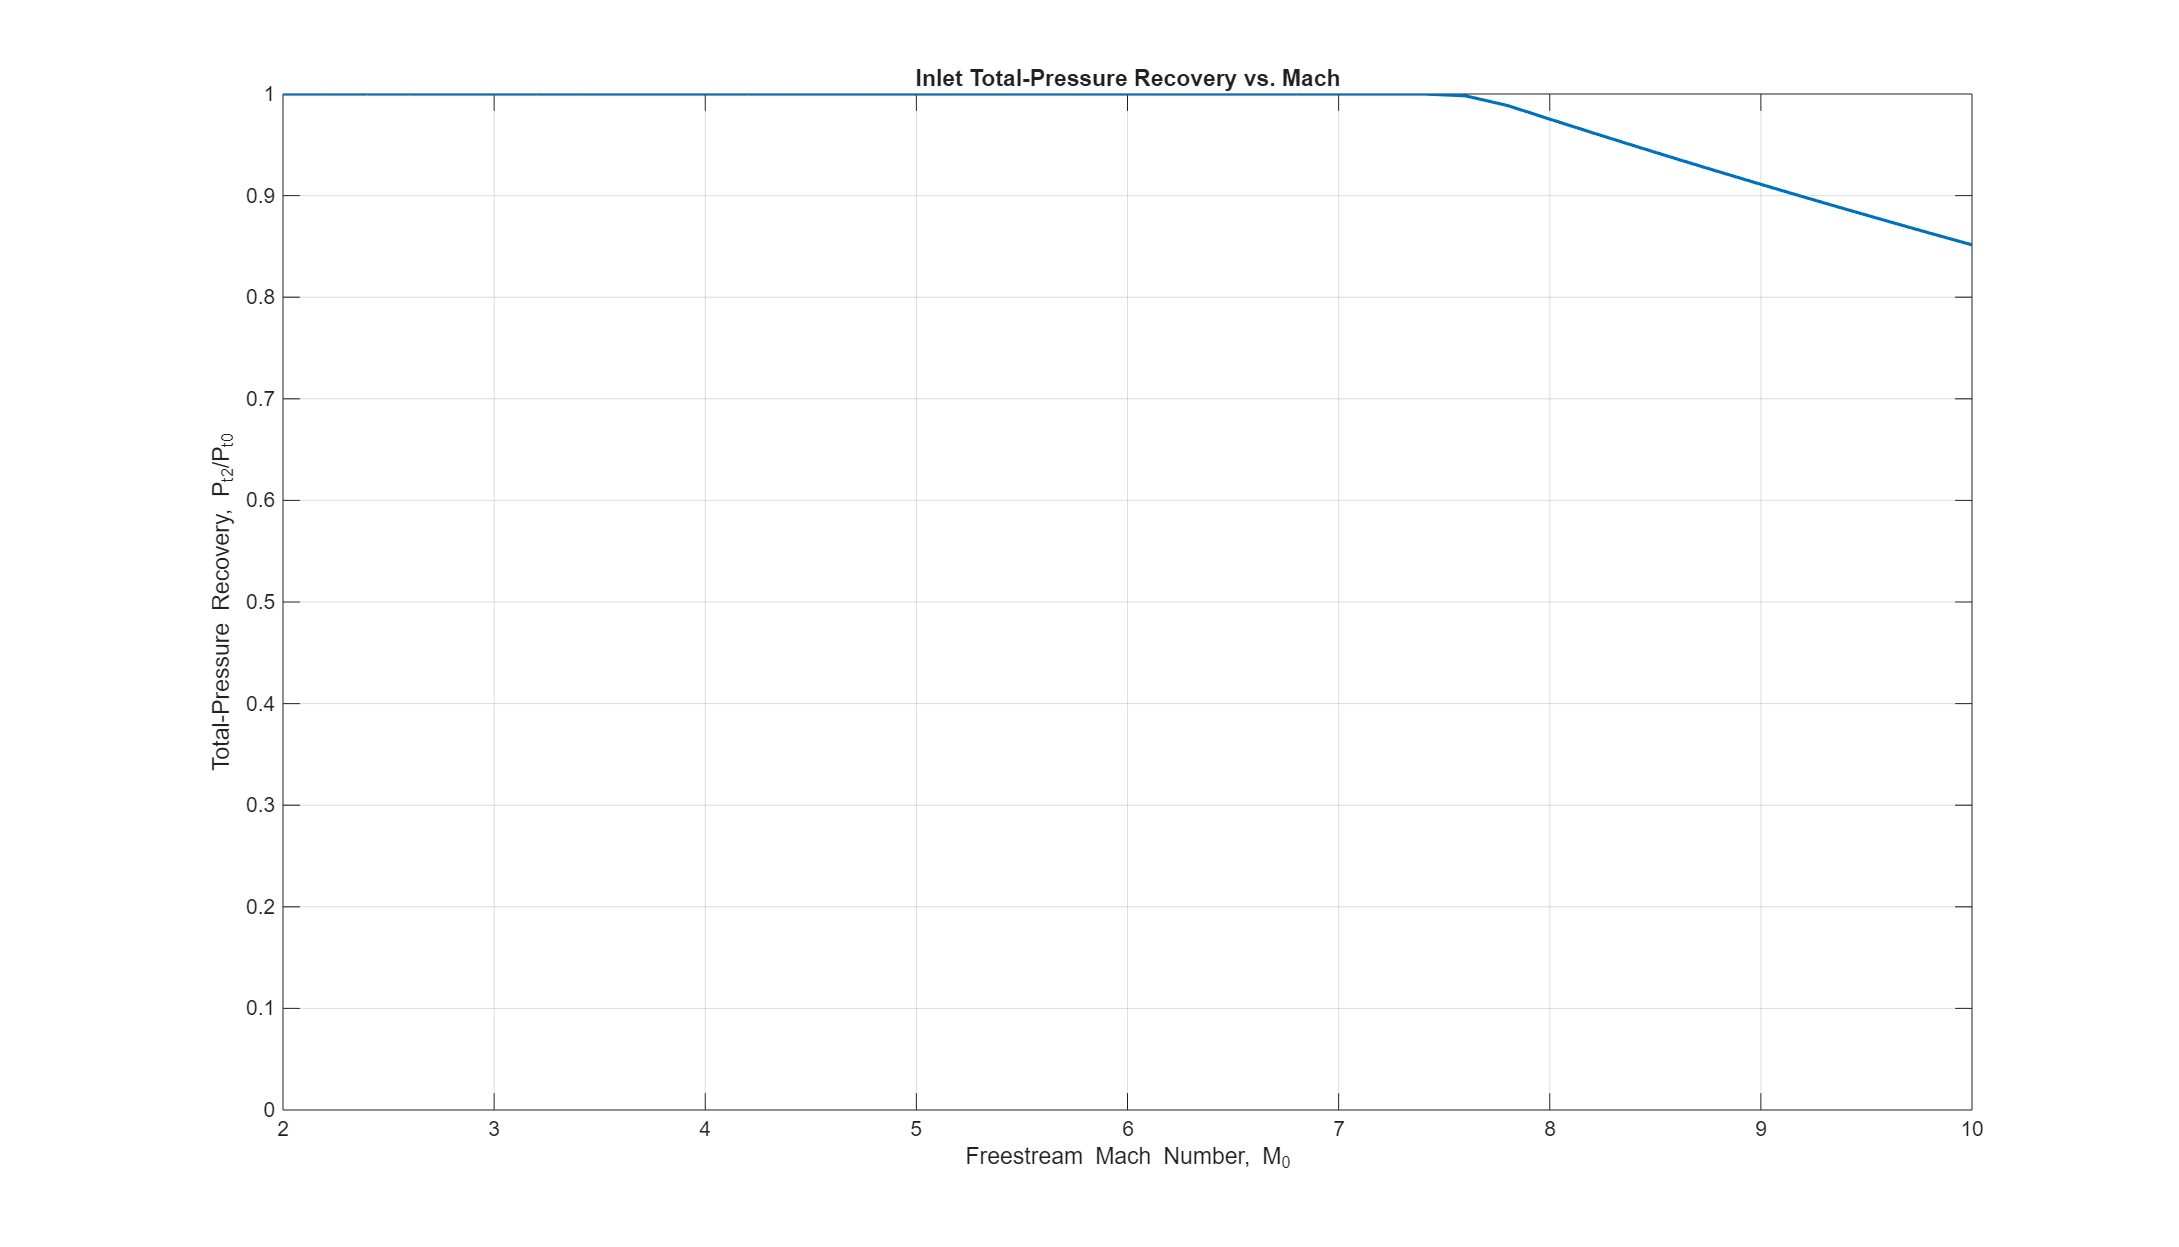 Inlet Total-Pressure Recovery vs. Mach
1
0.9
0.8
0.7
0.6
0.5
0.4
0.3
0.2
0.1
0
Total-Pressure Recovery, Pt2/Pt0
2 3 4 5 6 7 8 9 10
Freestream Mach Number, M0